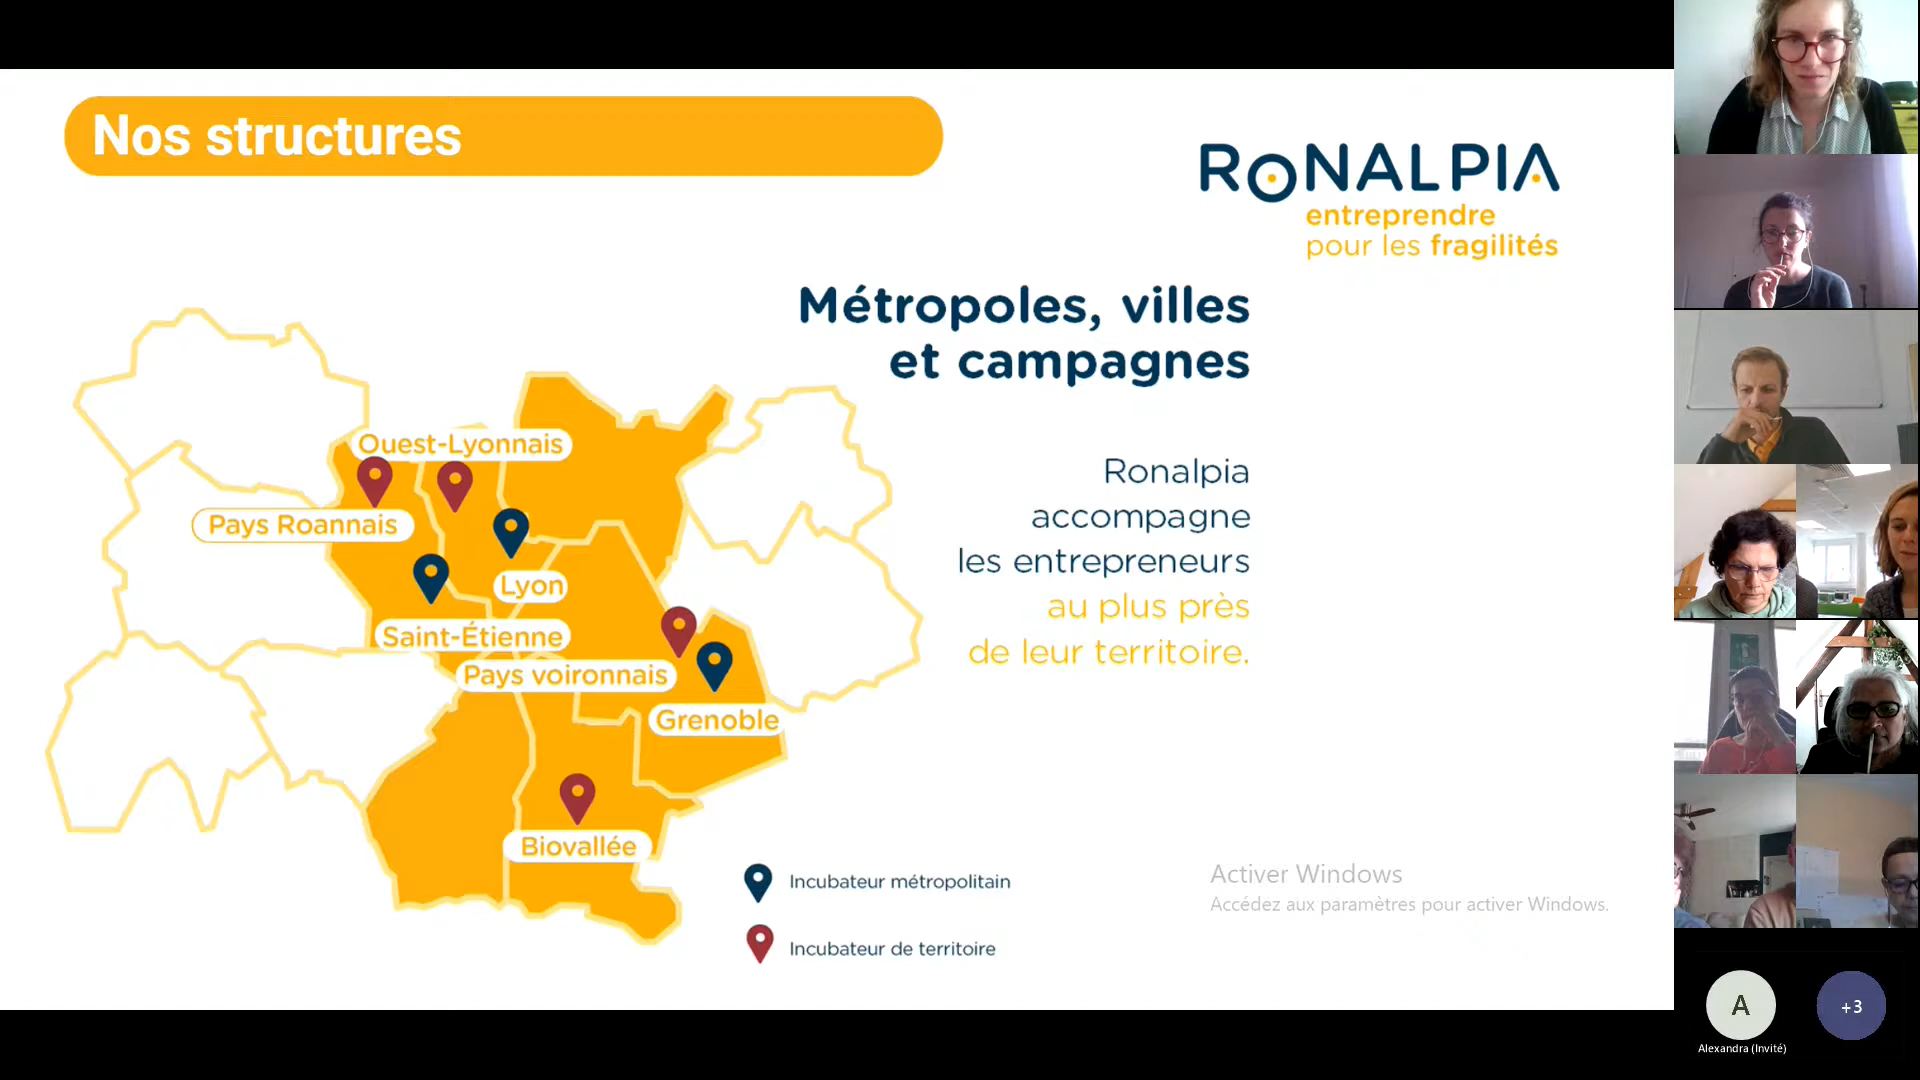 Nos structures
RONALPIA
entreprendre
pour les fragilités
Métropoles, villes
et campagnes
Ronalpia
accompagne
les entrepreneurs
au plus près
de leur territoire.
Ouest-Lyonnais
Pays Roannais
Lyon
Saint-Étienne
Pays voironnais
Grenoble
Biovallée
Incubateur métropolitain
Incubateur de territoire
Activer Windows
Accédez aux paramètres pour activer Windows.
A
+3
Alexandra (Invité)